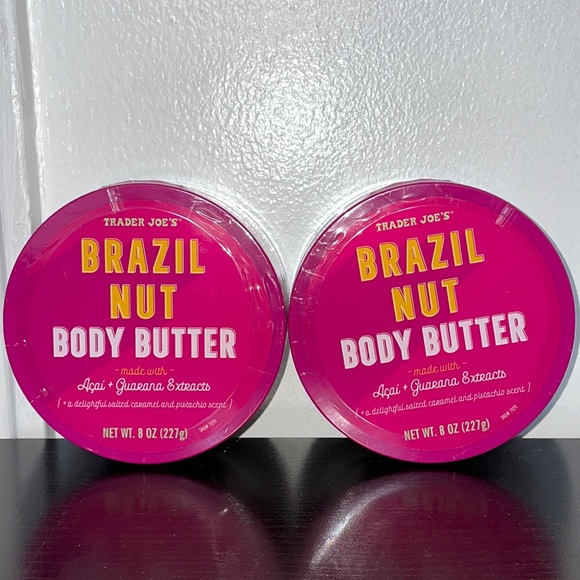 TRADER JOE'S
BRAZIL
NUT
BODY BUTTER
- made with -
Açaí + Guarana Extracts
[ + a delightful salted caramel and pistachio scent ]
NET WT. 8 OZ (227g)
TRADER JOE'S
BRAZIL
NUT
BODY BUTTER
- made with -
Açaí + Guarana Extracts
[ + a delightful salted caramel and pistachio scent ]
NET WT. 8 OZ (227g)